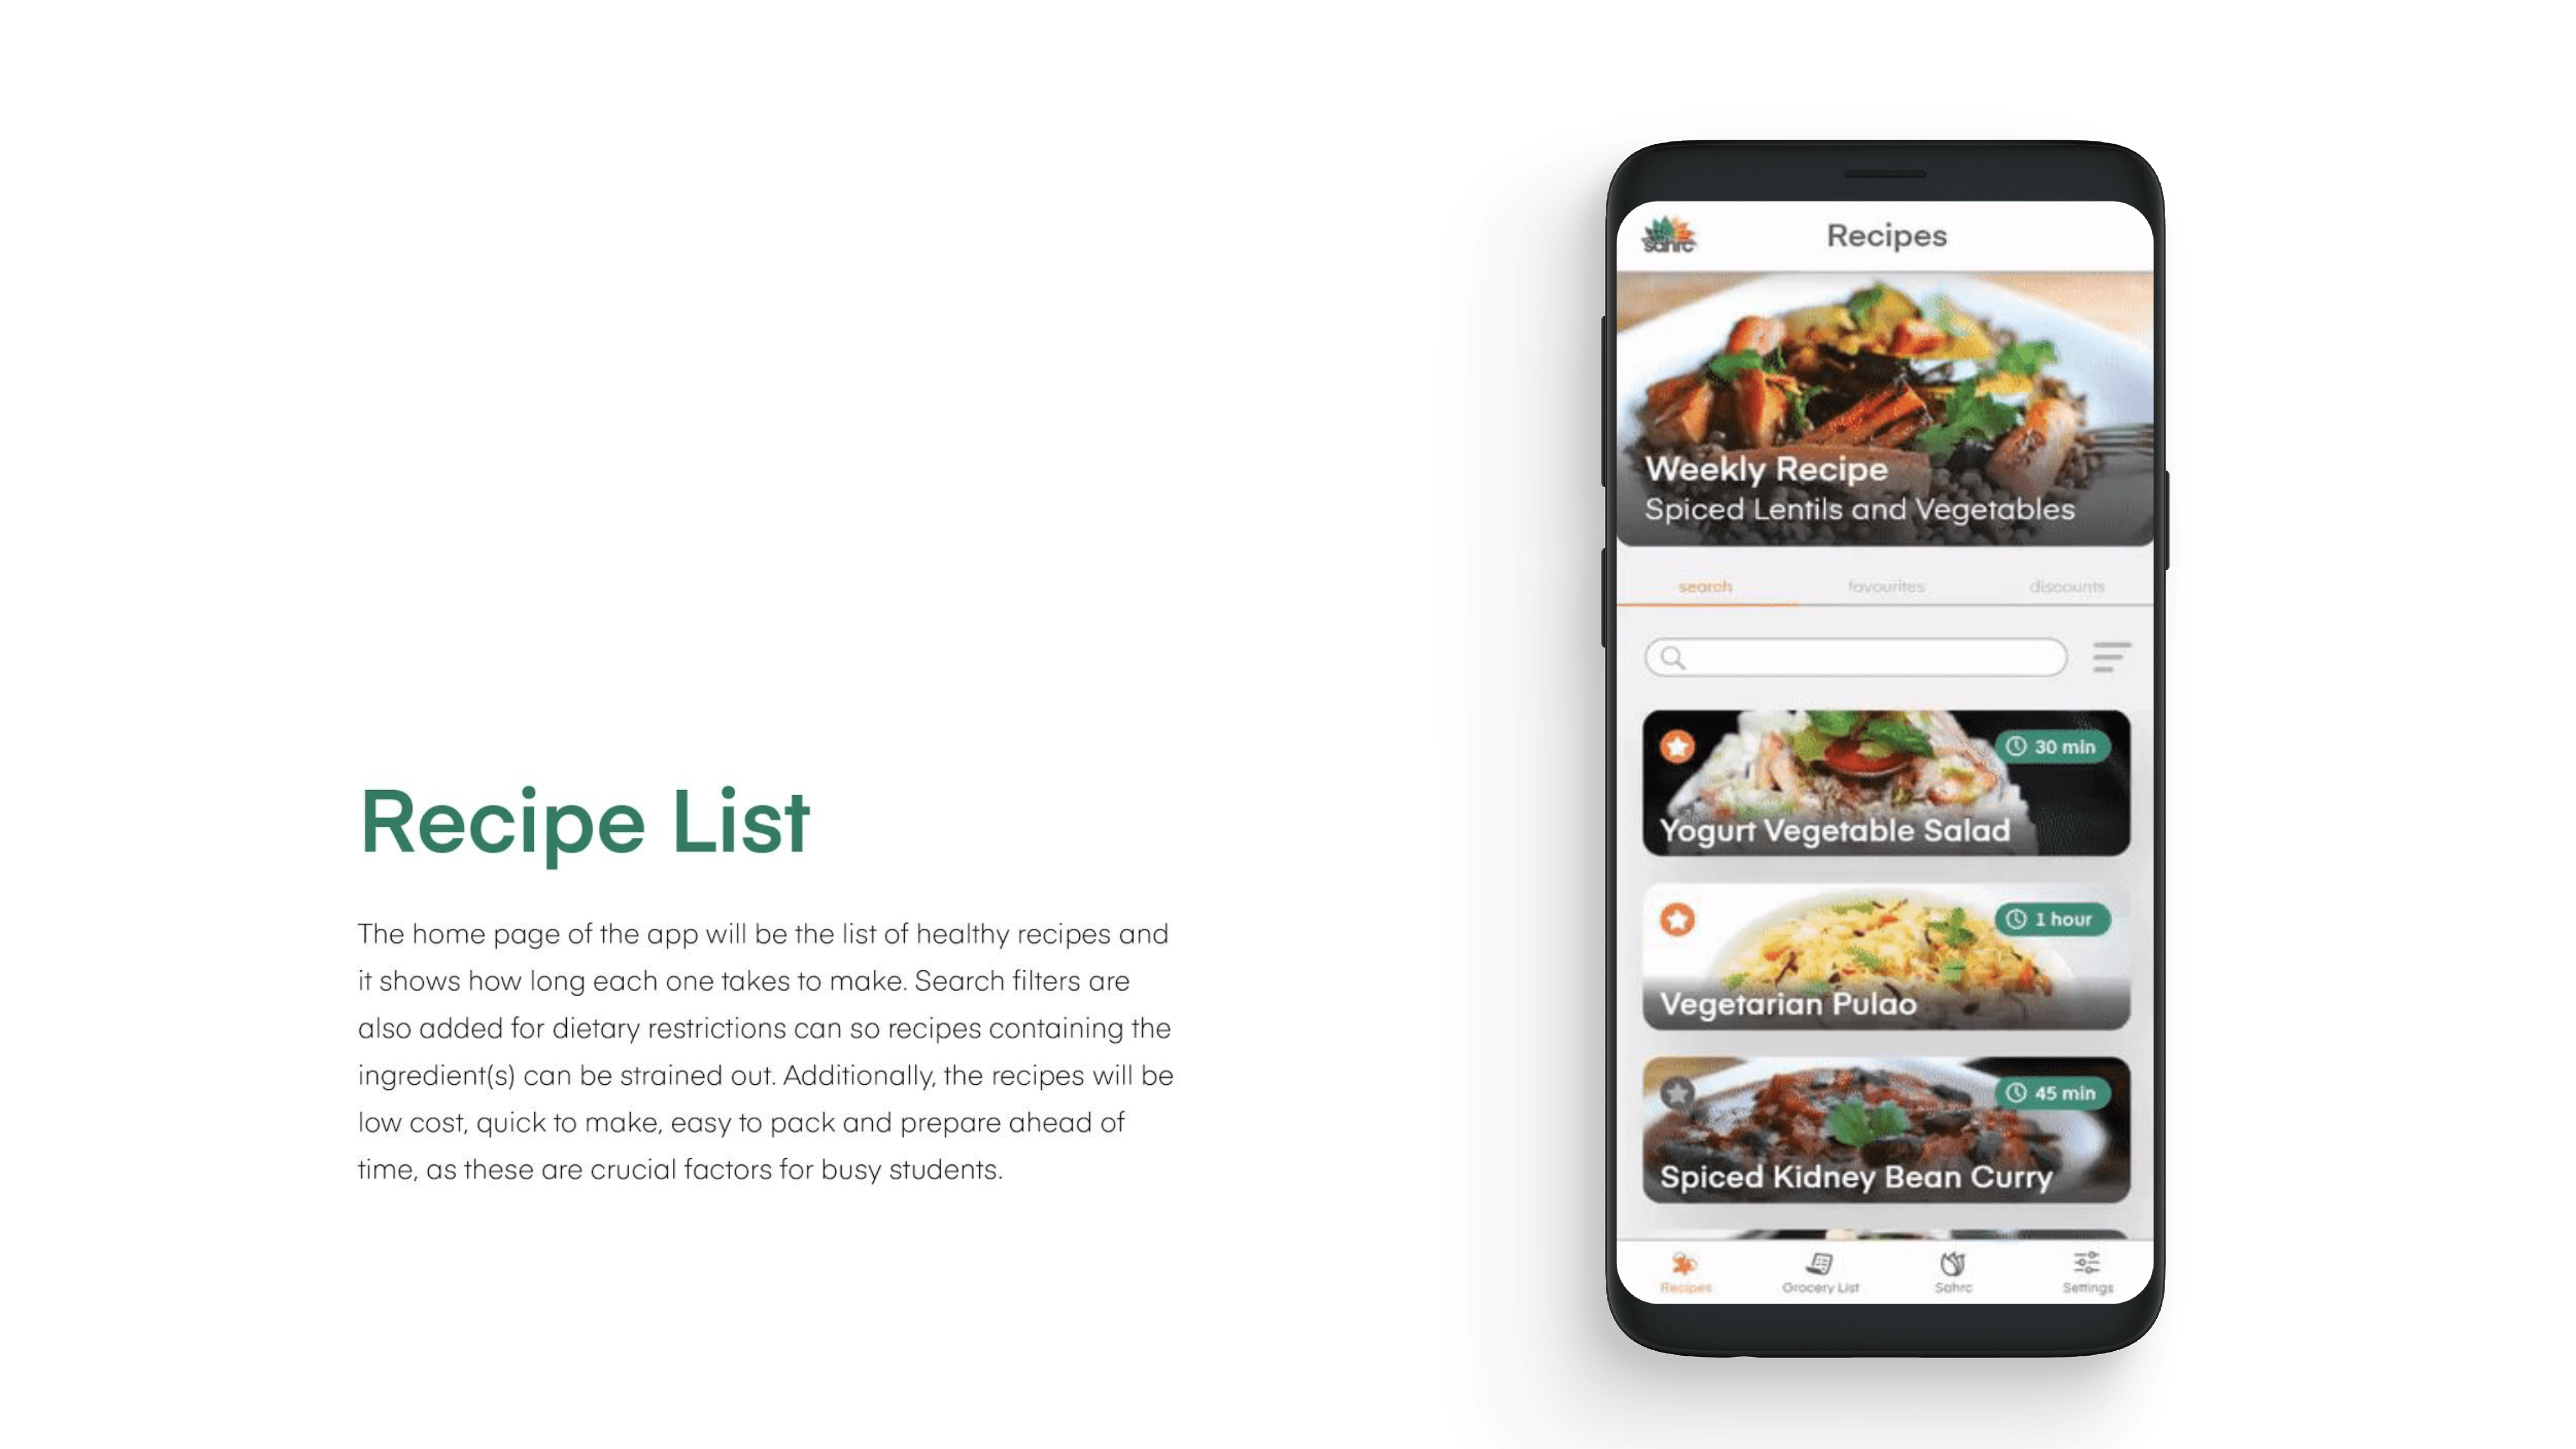 Recipe List
The home page of the app will be the list of healthy recipes and
it shows how long each one takes to make. Search filters are
also added for dietary restrictions can so recipes containing the
ingredient(s) can be strained out. Additionally, the recipes will be
low cost, quick to make, easy to pack and prepare ahead of
time, as these are crucial factors for busy students.
sahrc
Recipes
Weekly Recipe
Spiced Lentils and Vegetables
search favourites discounts
30 min
Yogurt Vegetable Salad
1 hour
Vegetarian Pulao
45 min
Spiced Kidney Bean Curry
Recipes Grocery List Sahrc Settings